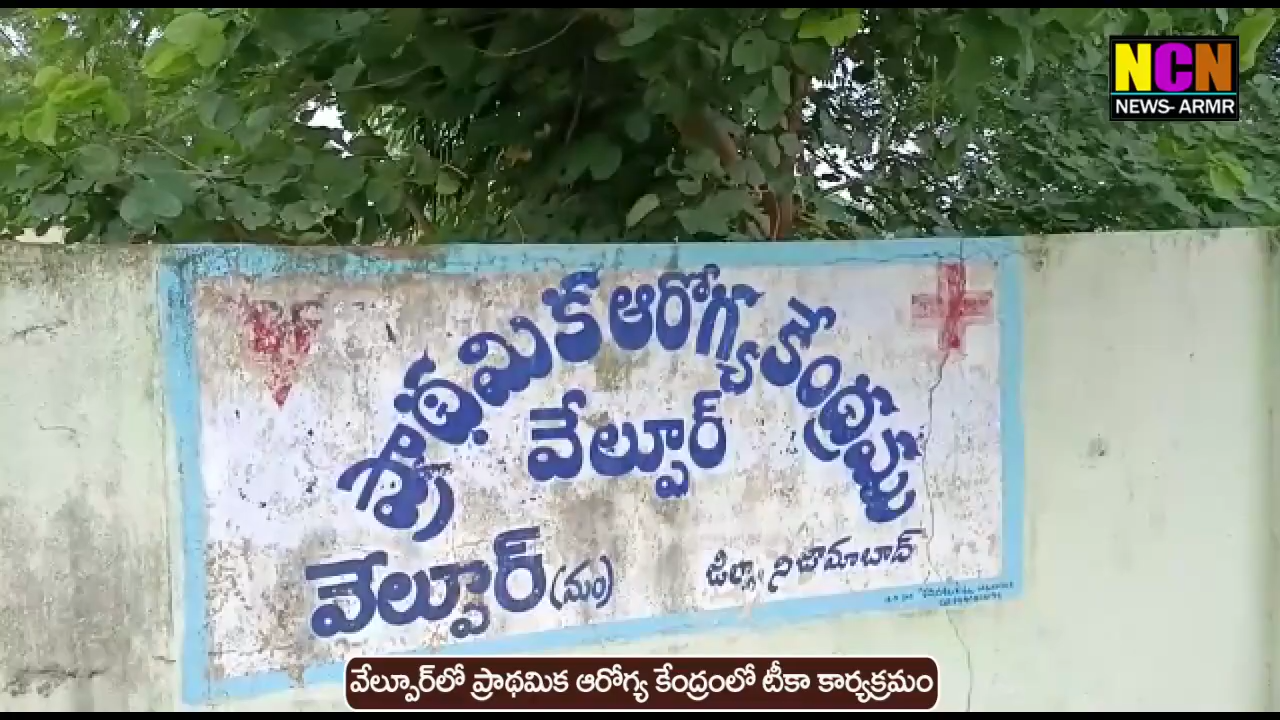 NCN
NEWS- ARMR
ప్రాథమిక ఆరోగ్య కేంద్రము
వేల్పూర్
వేల్పూర్ (మం) జిల్లా, నిజామాబాద్
వేల్పూర్‌లో ప్రాథమిక ఆరోగ్య కేంద్రంలో టీకా కార్యక్రమం